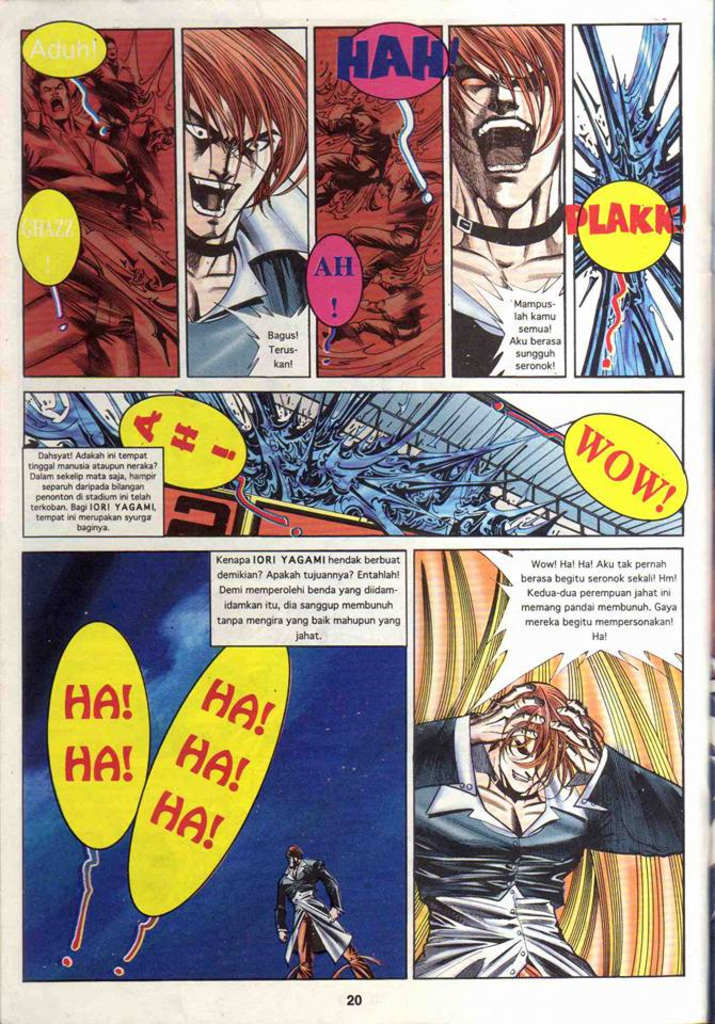 Aduh!
GHAZZ
!
Bagus!
Terus-
kan!
HAH!
AH
!
Mampus-
lah kamu
semua!
Aku berasa
sungguh
seronok!
PLAKK!
Dahsyat! Adakah ini tempat
tinggal manusia ataupun neraka?
Dalam sekelip mata saja, hampir
separuh daripada bilangan
penonton di stadium ini telah
terkoban. Bagi IORI YAGAMI,
tempat ini merupakan syurga
baginya.
AH!
WOW!
Kenapa IORI YAGAMI hendak berbuat
demikian? Apakah tujuannya? Entahlah!
Demi memperolehi benda yang diidam-
idamkan itu, dia sanggup membunuh
tanpa mengira yang baik mahupun yang
jahat.
HA!
HA!
HA!
HA!
HA!
Wow! Ha! Ha! Aku tak pernah
berasa begitu seronok sekali! Hm!
Kedua-dua perempuan jahat ini
memang pandai membunuh. Gaya
mereka begitu mempersonakan!
Ha!
20